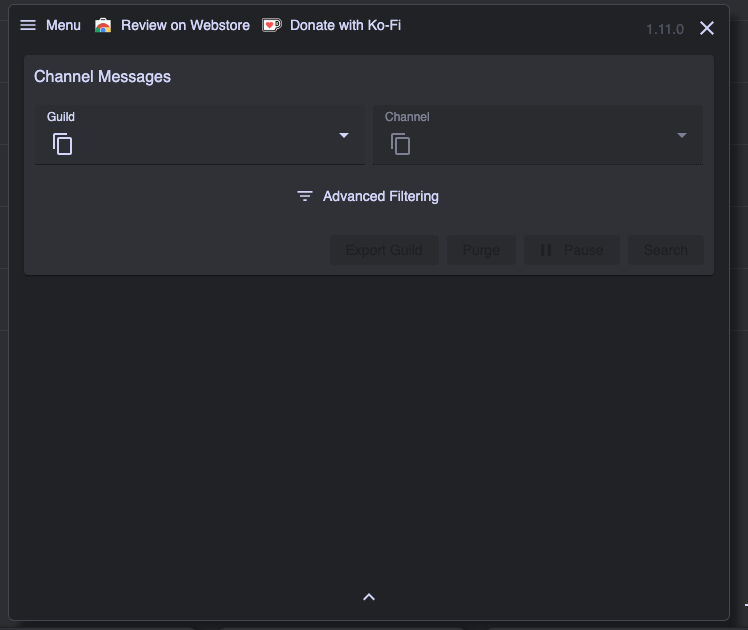 Menu Review on Webstore Donate with Ko-Fi 1.11.0
Channel Messages
Guild Channel
Advanced Filtering
Export Guild Purge Pause Search